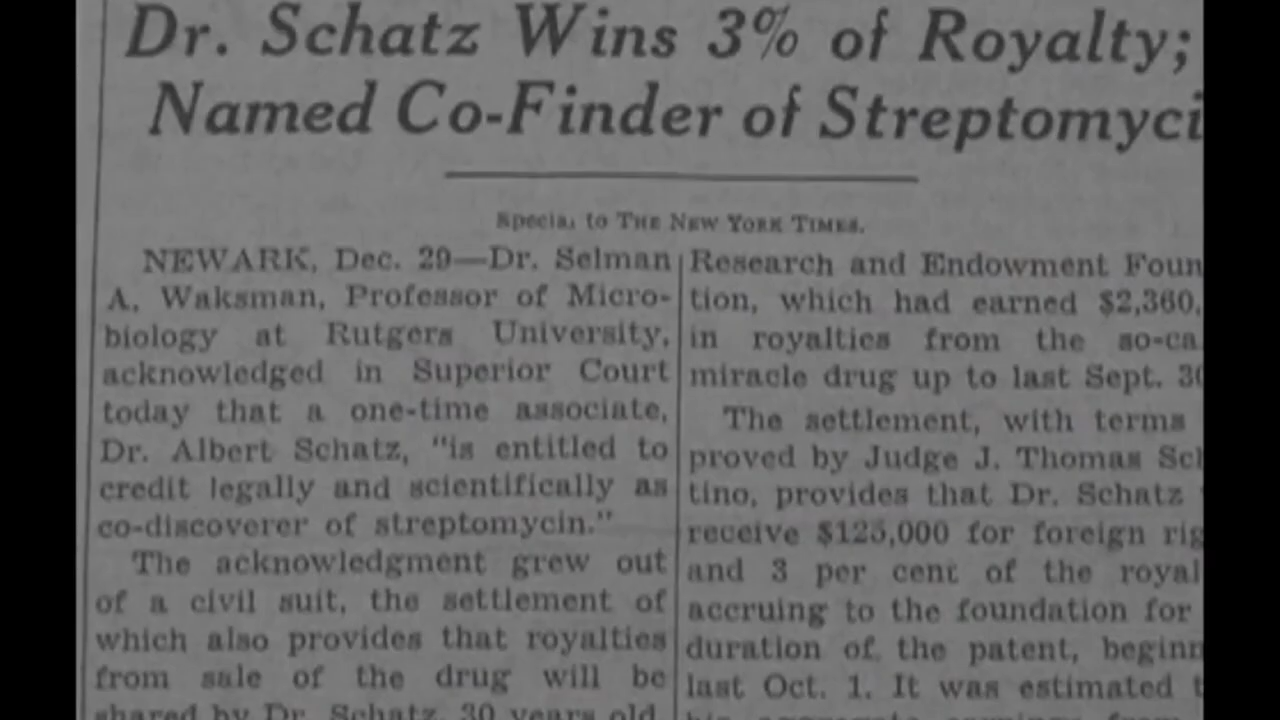 Dr. Schatz Wins 3% of Royalty;
Named Co-Finder of Streptomyci
Special to THE NEW YORK TIMES.
NEWARK, Dec. 29—Dr. Selman
A. Waksman, Professor of Micro-
biology at Rutgers University,
acknowledged in Superior Court
today that a one-time associate,
Dr. Albert Schatz, "is entitled to
credit legally and scientifically as
co-discoverer of streptomycin."
The acknowledgment grew out
of a civil suit, the settlement of
which also provides that royalties
from sale of the drug will be
shared by Dr. Schatz, 30 years old,
Research and Endowment Foun
tion, which had earned $2,360,
in royalties from the so-ca
miracle drug up to last Sept. 30
The settlement, with terms
proved by Judge J. Thomas Sch
tino, provides that Dr. Schatz
receive $125,000 for foreign rig
and 3 per cent of the royal
accruing to the foundation for
duration of the patent, beginn
last Oct. 1. It was estimated t